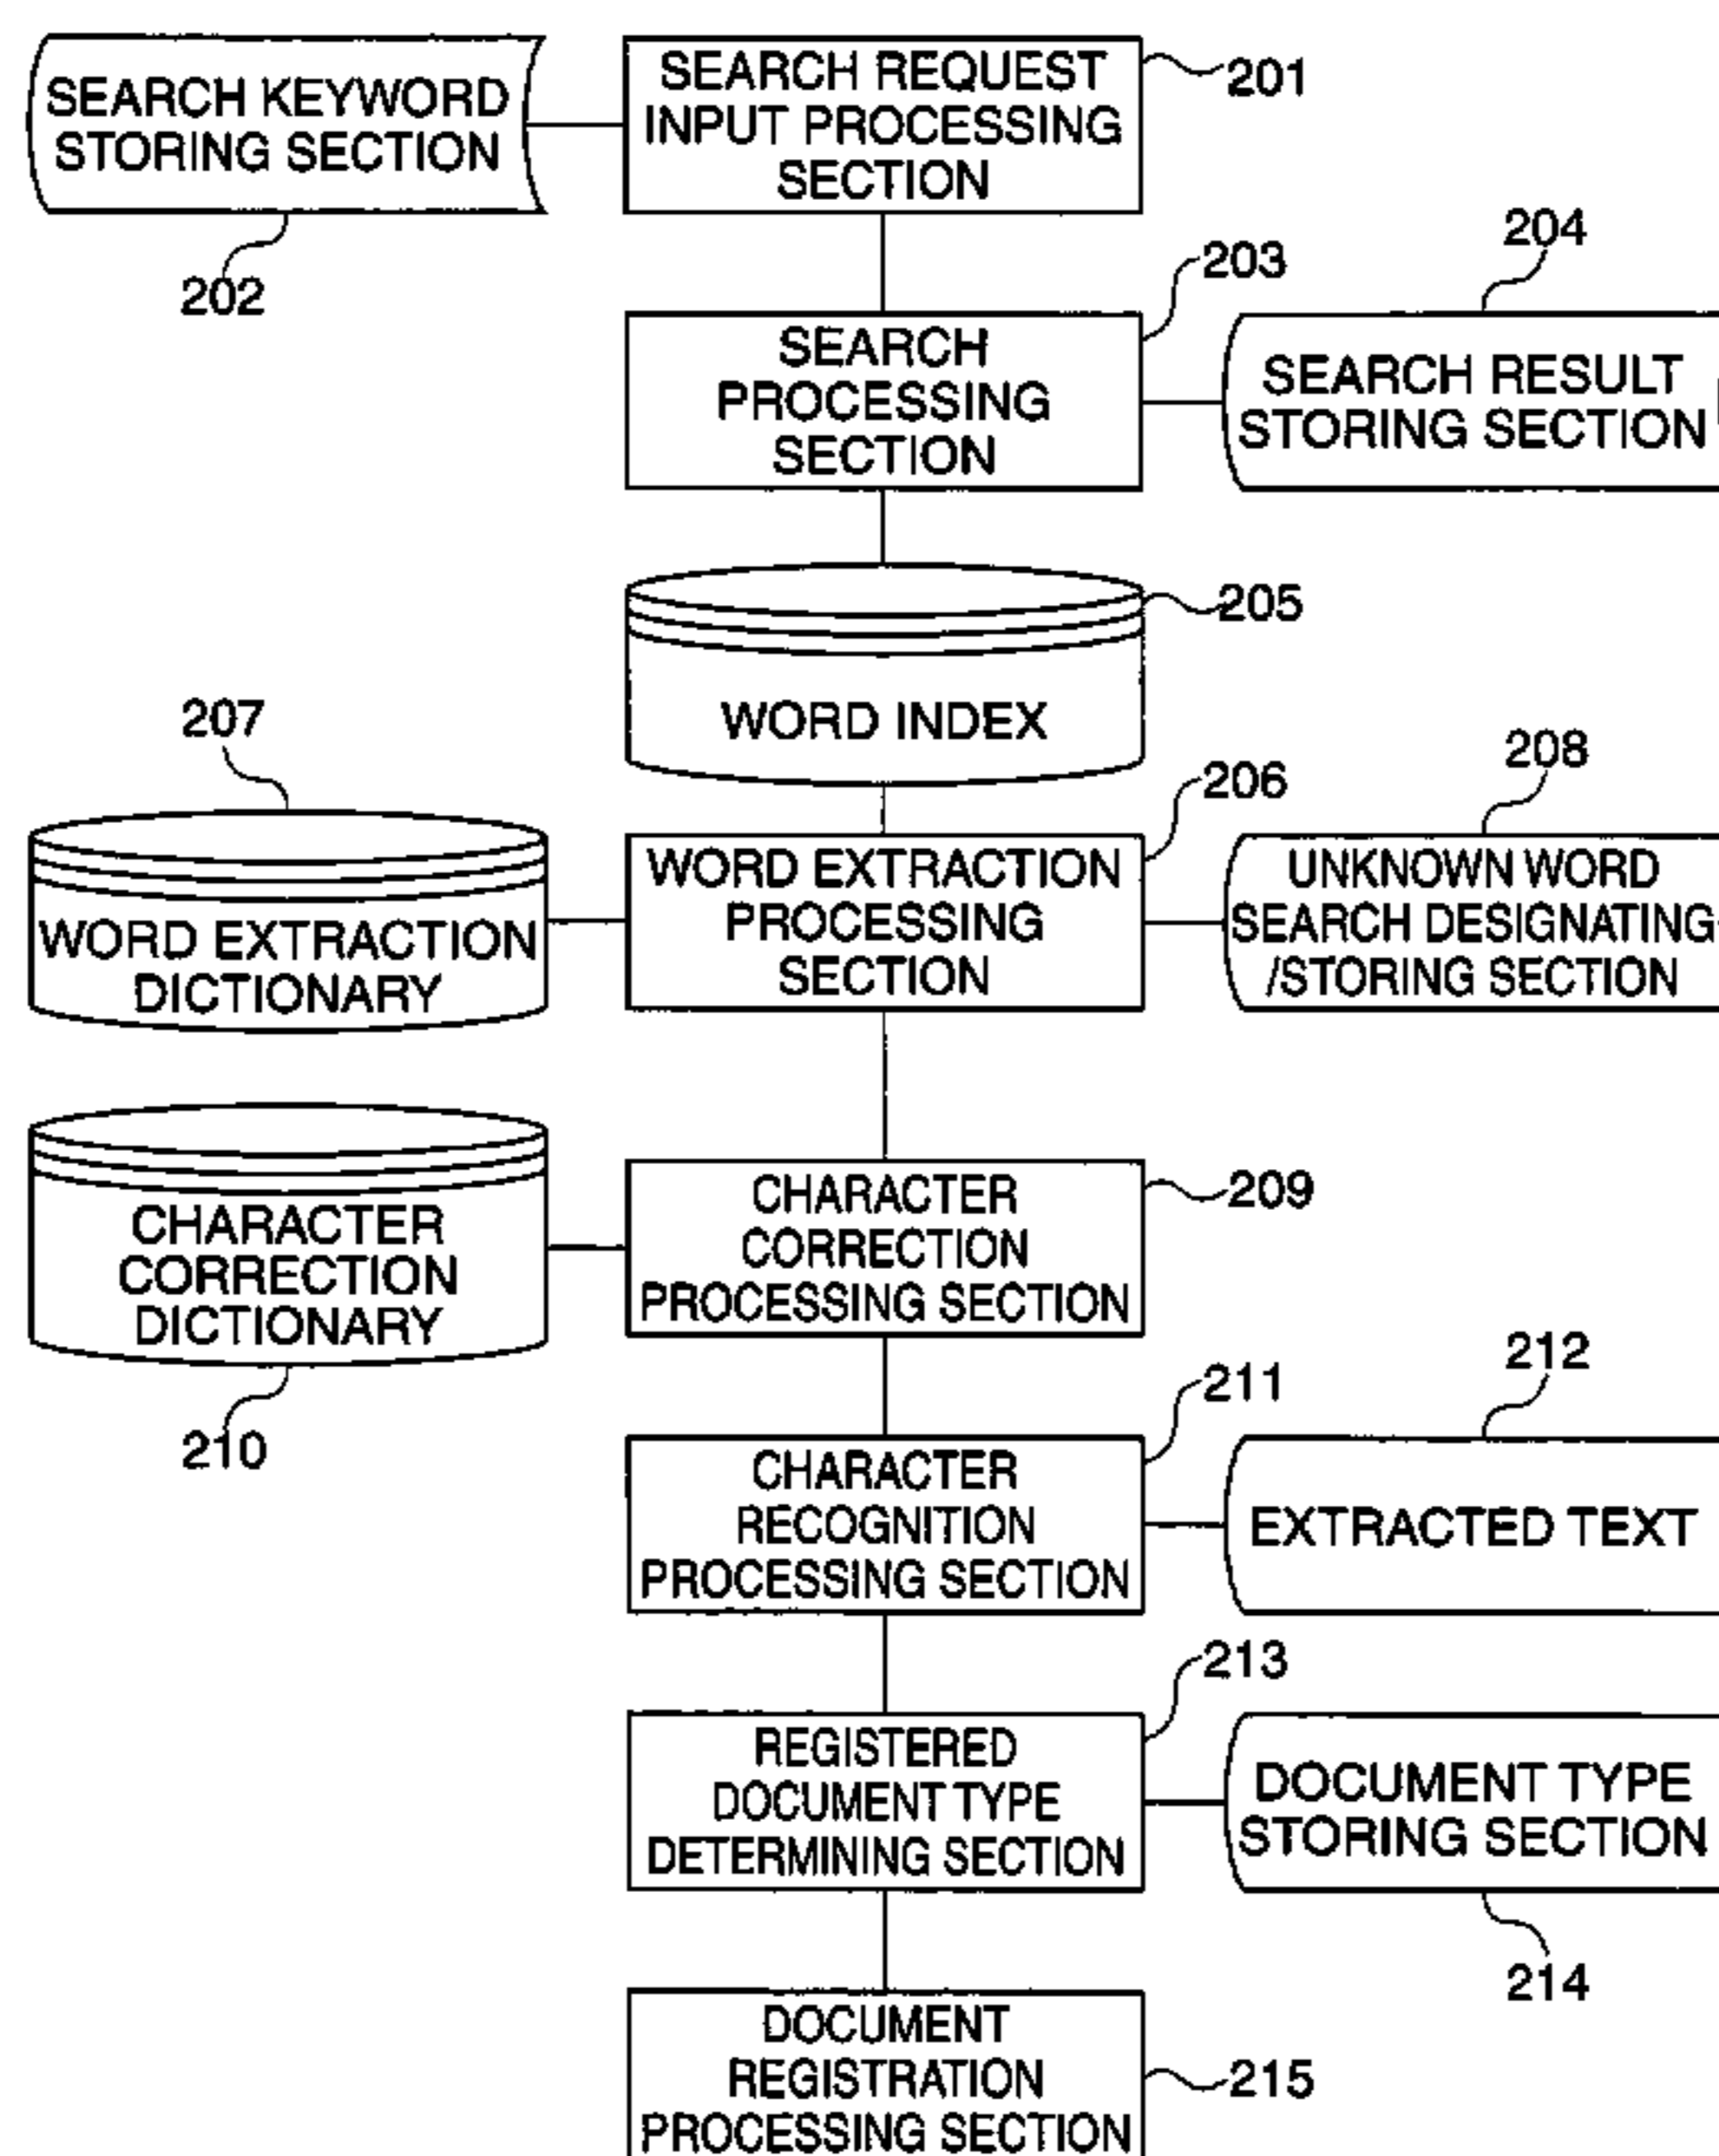 SEARCH KEYWORD
STORING SECTION
202
SEARCH REQUEST
INPUT PROCESSING
SECTION
201
203
204
SEARCH
PROCESSING
SECTION
SEARCH RESULT
STORING SECTION
205
WORD INDEX
207
206
208
WORD EXTRACTION
DICTIONARY
WORD EXTRACTION
PROCESSING
SECTION
UNKNOWN WORD
SEARCH DESIGNATING
/STORING SECTION
CHARACTER
CORRECTION
DICTIONARY
210
CHARACTER
CORRECTION
PROCESSING SECTION
209
211
212
CHARACTER
RECOGNITION
PROCESSING SECTION
EXTRACTED TEXT
213
REGISTERED
DOCUMENT TYPE
DETERMINING SECTION
DOCUMENT TYPE
STORING SECTION
214
DOCUMENT
REGISTRATION
PROCESSING SECTION
215